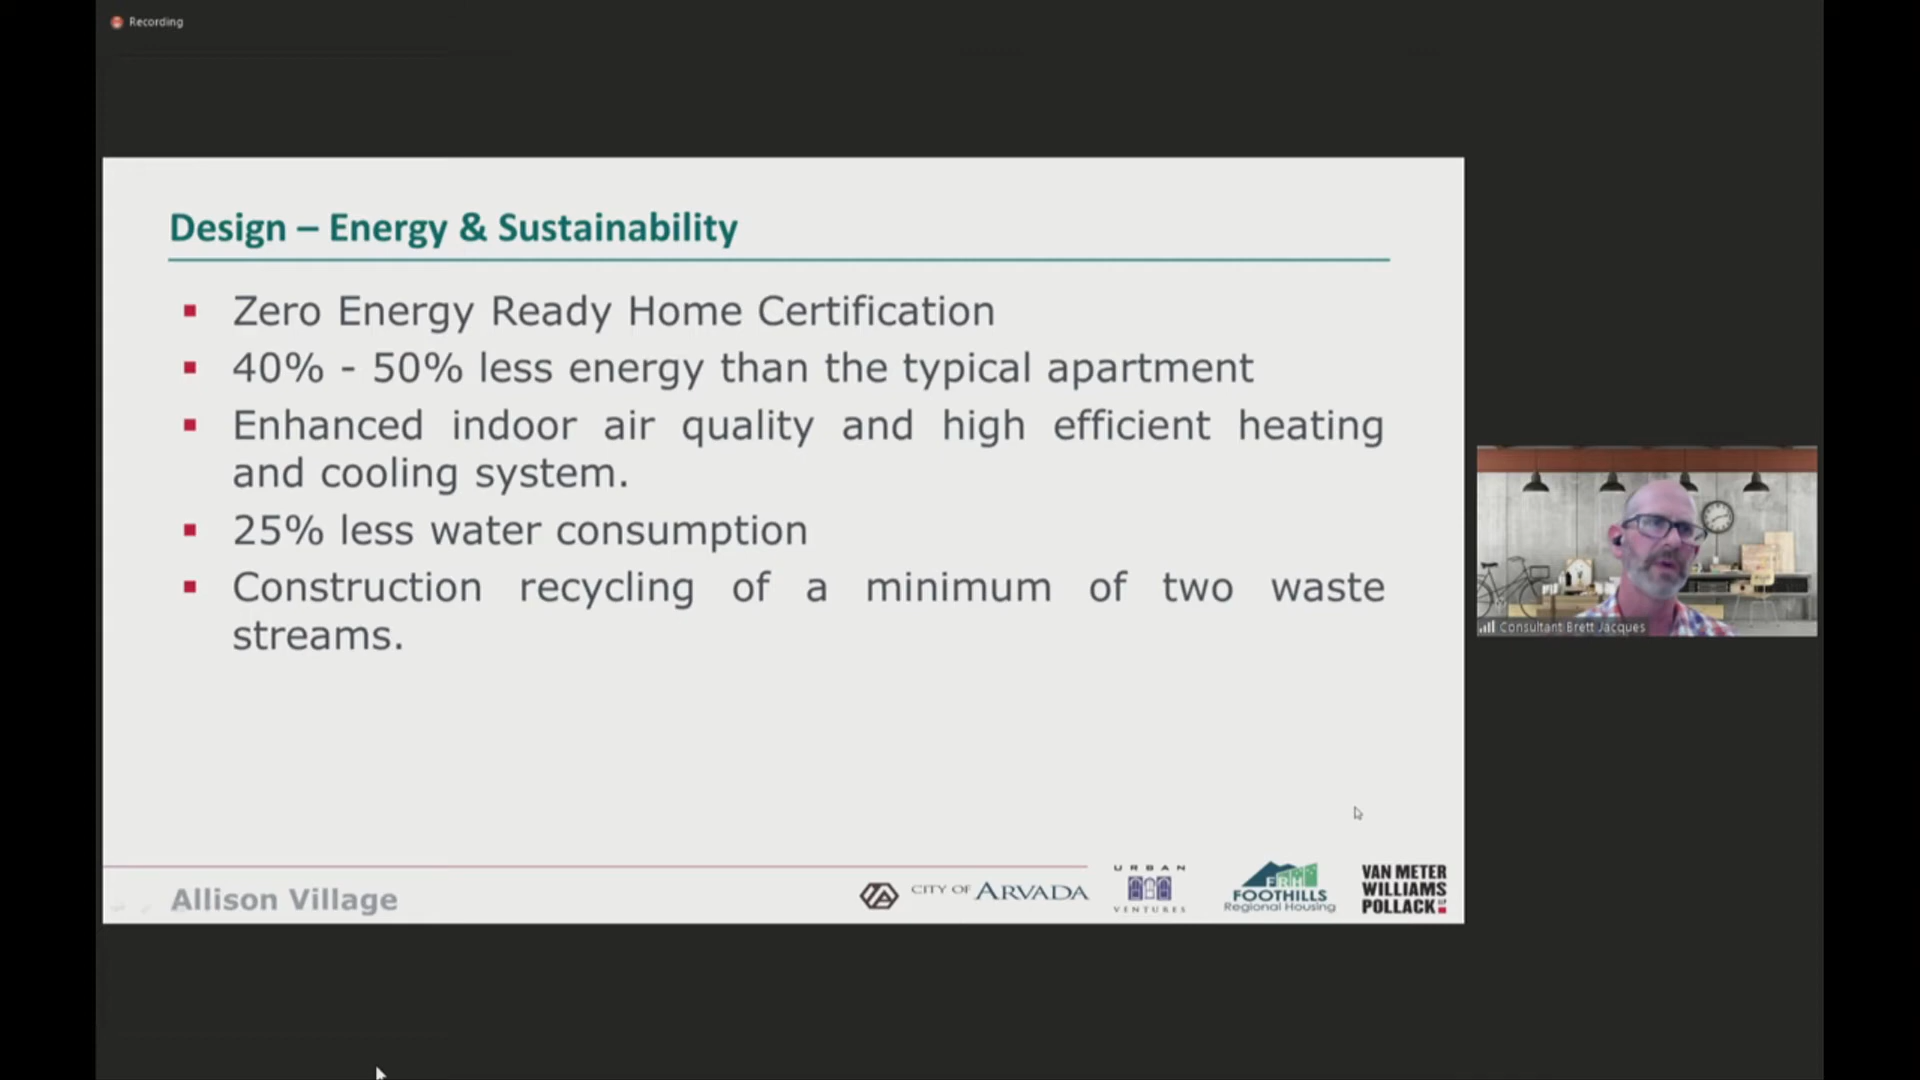 Recording
Design – Energy & Sustainability
Zero Energy Ready Home Certification
40% - 50% less energy than the typical apartment
Enhanced indoor air quality and high efficient heating
and cooling system.
25% less water consumption
Construction recycling of a minimum of two waste
streams.
Consultant Brett Jacques
Allison Village
CITY OF ARVADA
URBAN
VENTURES
FRH
FOOTHILLS
Regional Housing
VAN METER
WILLIAMS
POLLACK LLP